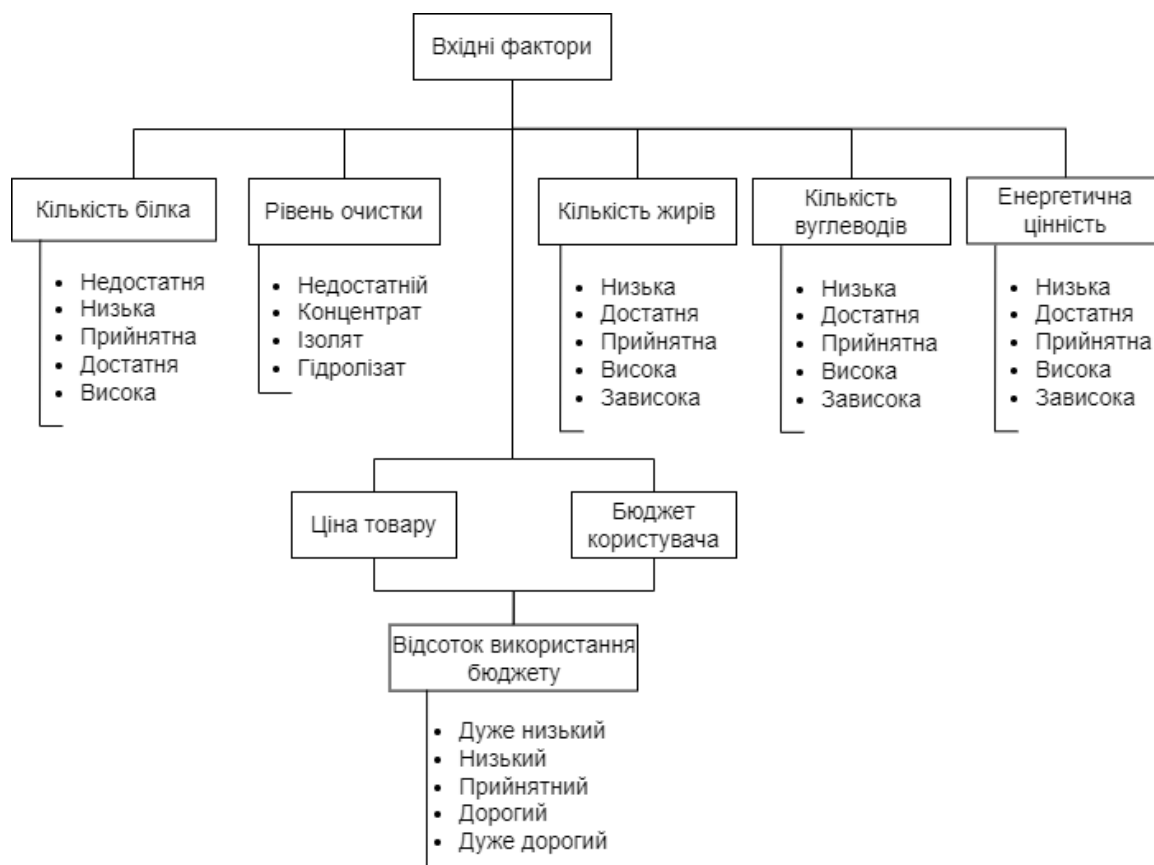 Вхідні фактори
Кількість білка
• Недостатня
• Низька
• Прийнятна
• Достатня
• Висока
Рівень очистки
• Недостатній
• Концентрат
• Ізолят
• Гідролізат
Кількість жирів
• Низька
• Достатня
• Прийнятна
• Висока
• Зависока
Кількість
вуглеводів
• Низька
• Достатня
• Прийнятна
• Висока
• Зависока
Енергетична
цінність
• Низька
• Достатня
• Прийнятна
• Висока
• Зависока
Ціна товару
Бюджет
користувача
Відсоток використання
бюджету
• Дуже низький
• Низький
• Прийнятний
• Дорогий
• Дуже дорогий